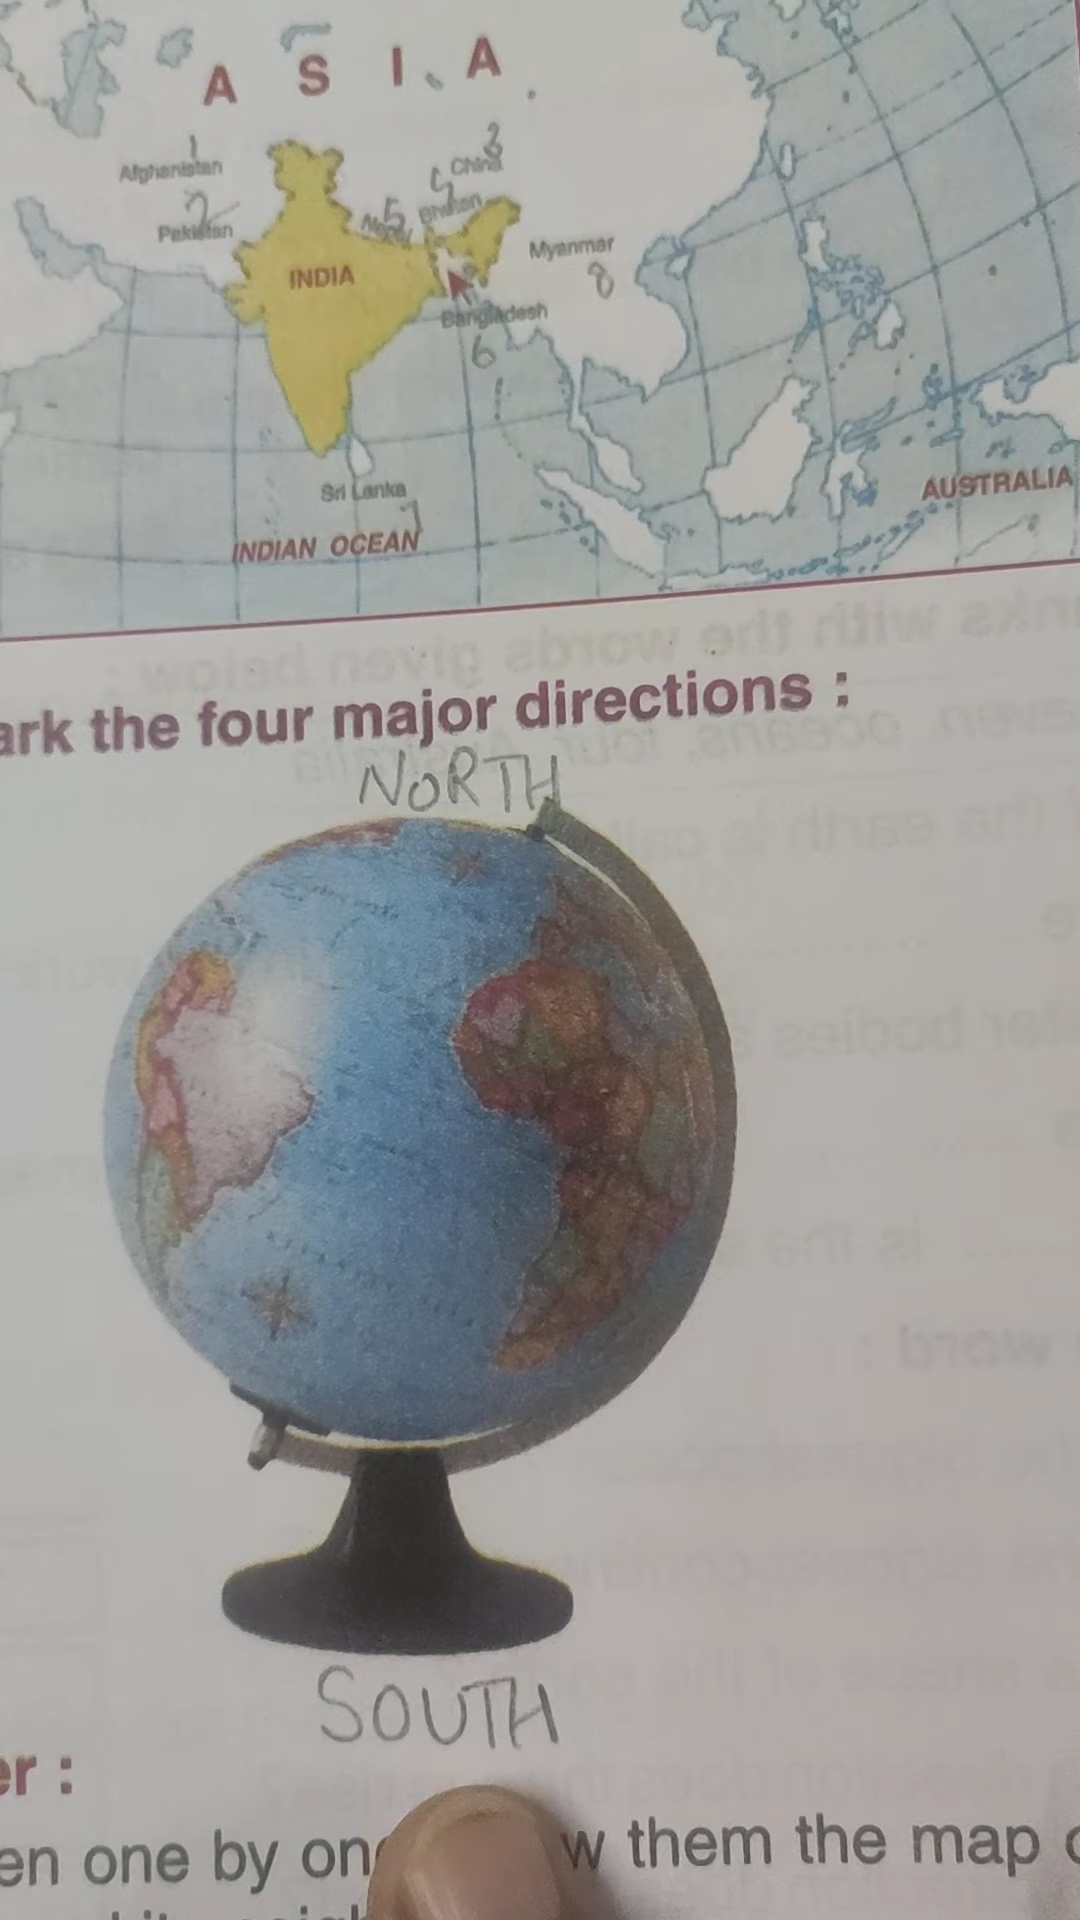 A S I A
1
Afghanistan
3
China
2
Pakistan
5
Nepal
Bhutan
INDIA
Myanmar
8
Bangladesh
6
Sri Lanka
7
INDIAN OCEAN
AUSTRALIA
ark the four major directions :
NORTH
SOUTH
er :
en one by on w them the map